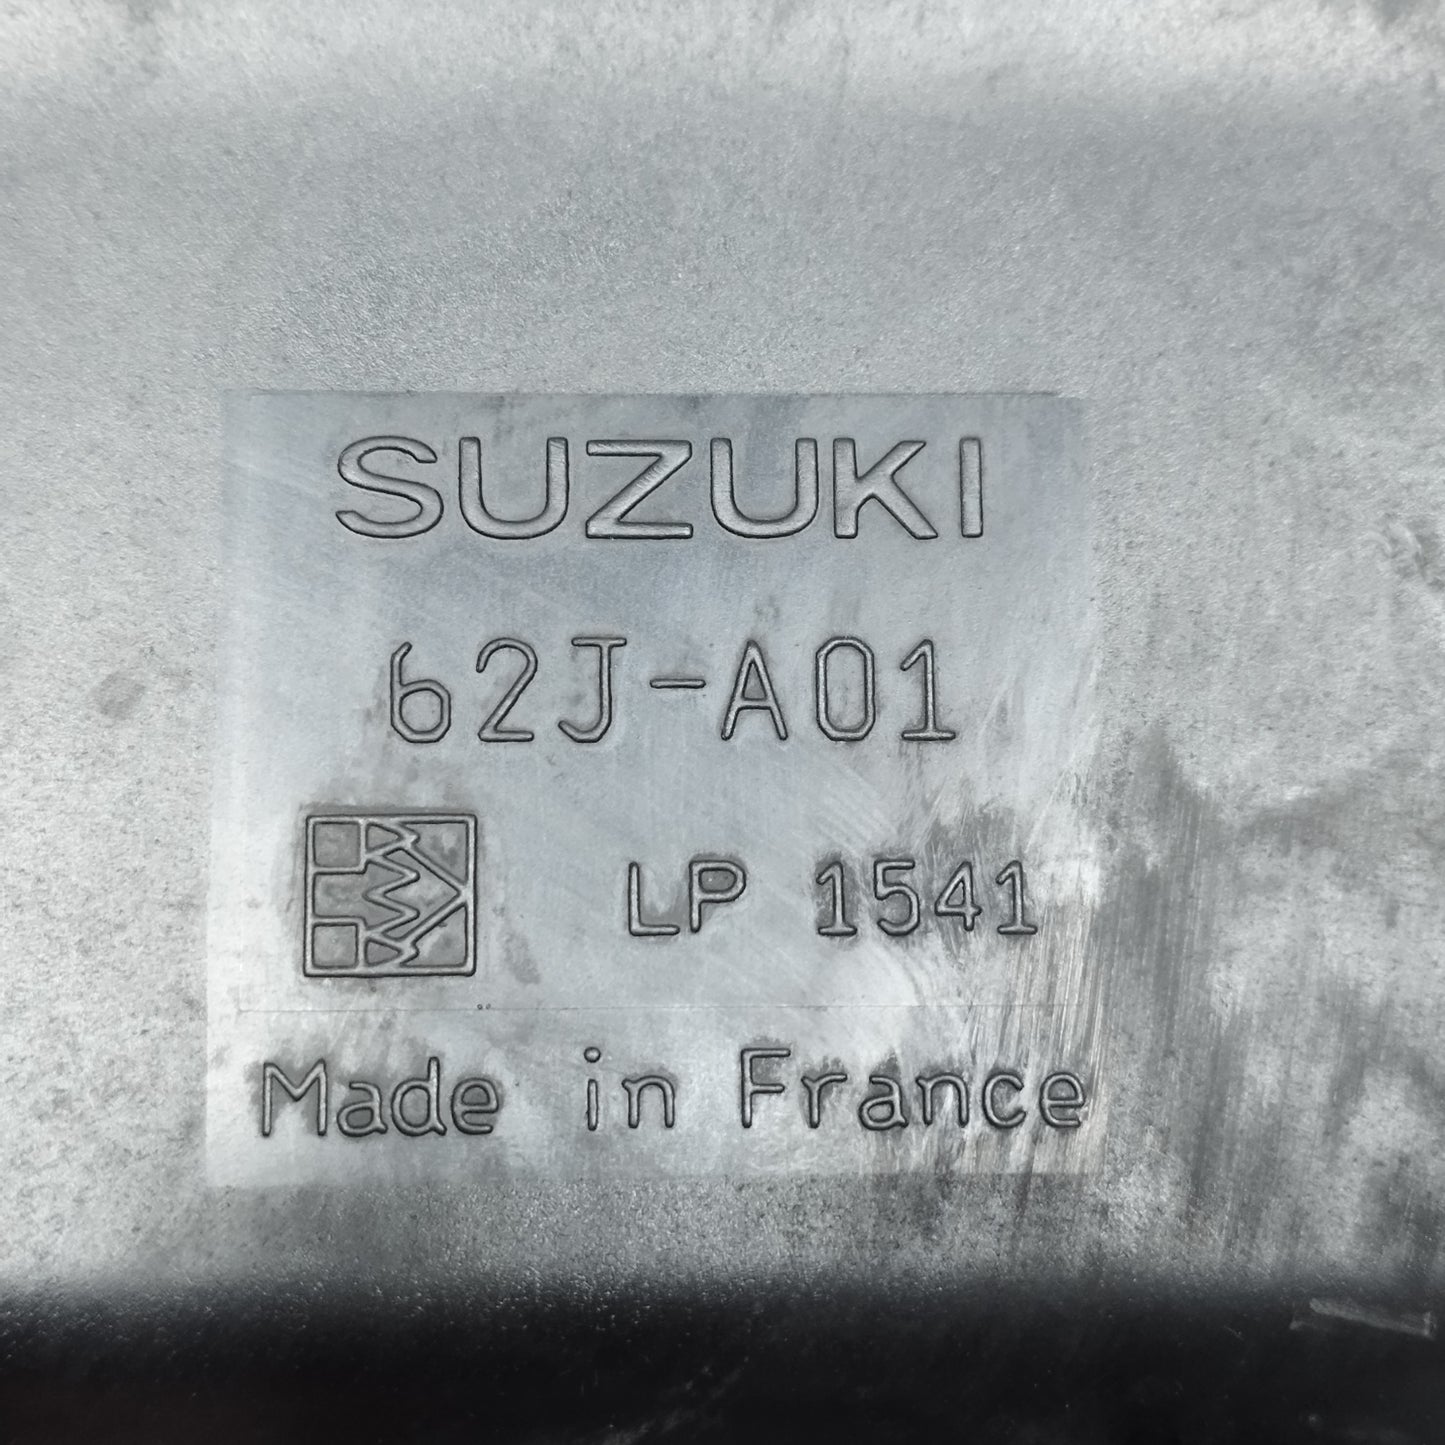 SUZUKI
62J-A01
LP 1541
Made in France